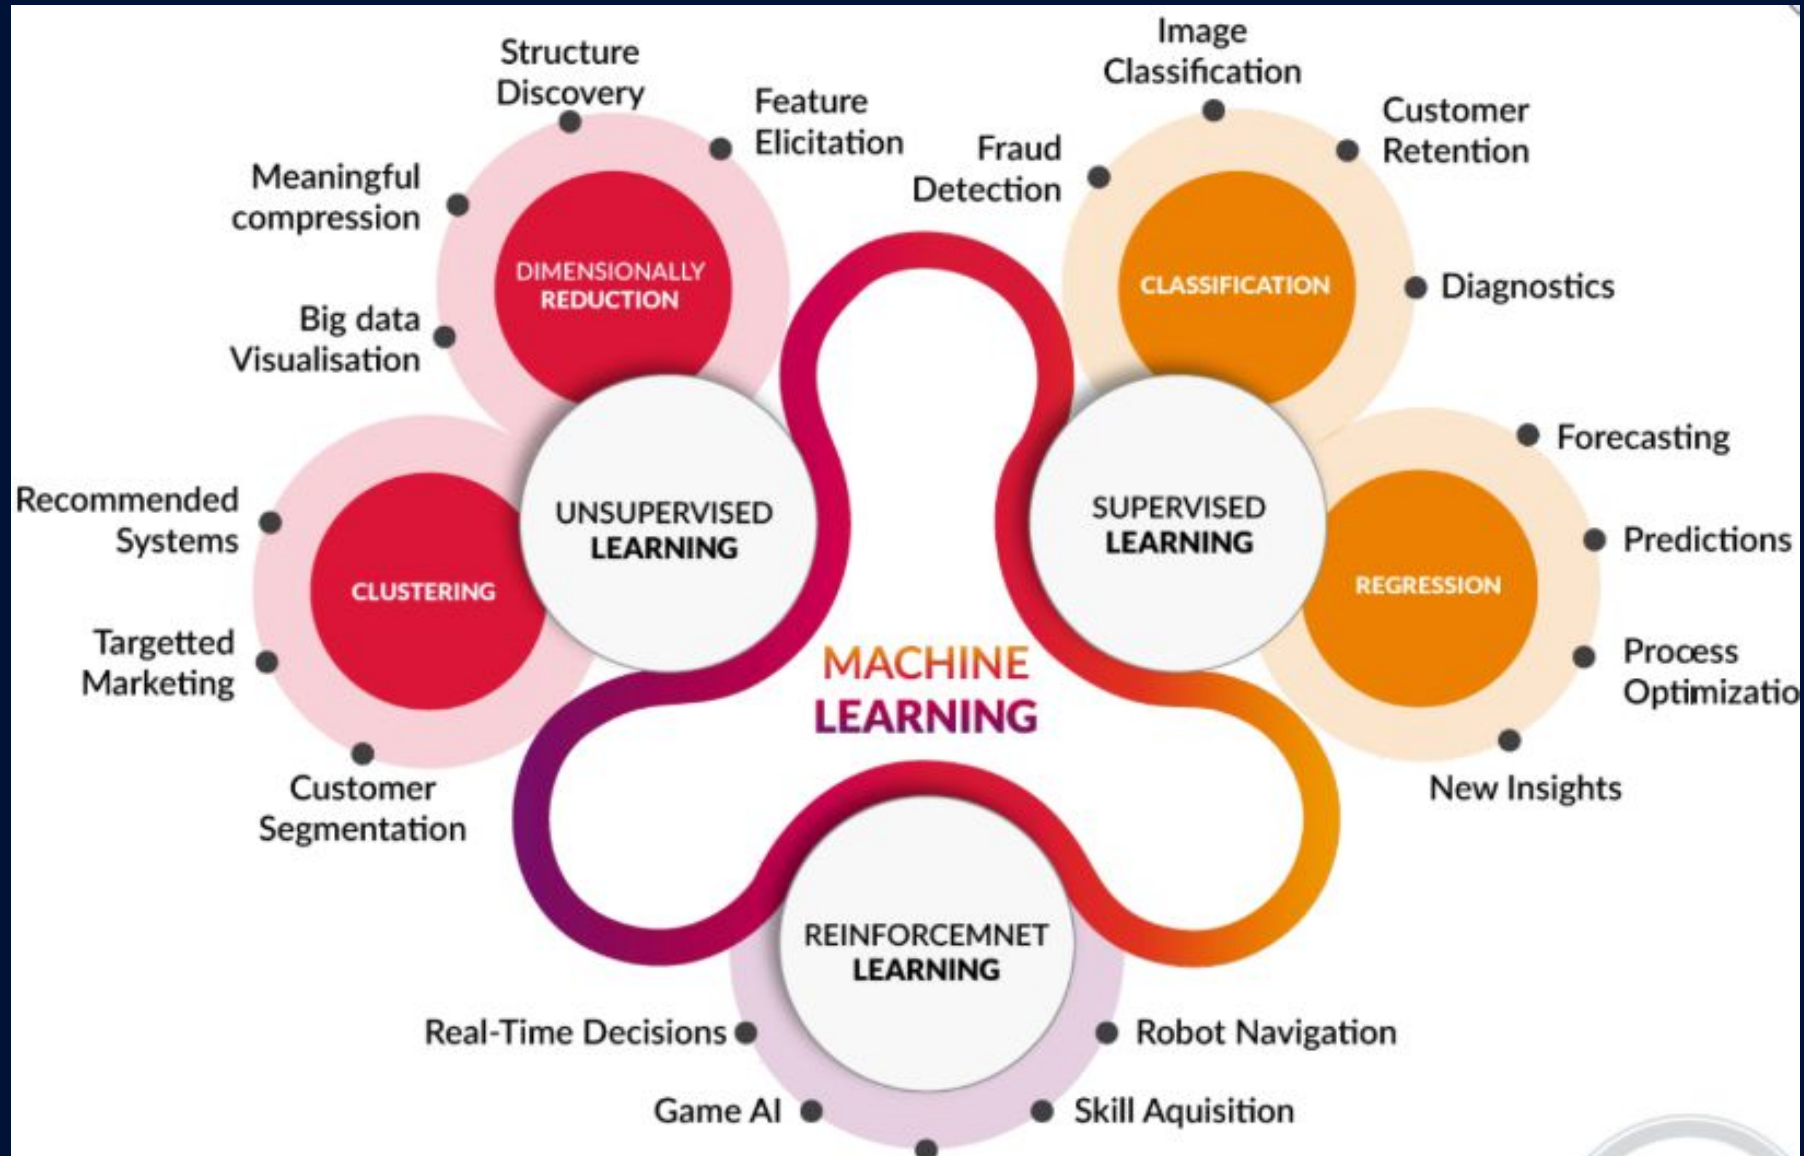 Structure
Discovery
Feature
Elicitation
Meaningful
compression
Big data
Visualisation
DIMENSIONALLY
REDUCTION
Recommended
Systems
Targetted
Marketing
Customer
Segmentation
CLUSTERING
UNSUPERVISED
LEARNING
Image
Classification
Fraud
Detection
Customer
Retention
Diagnostics
CLASSIFICATION
SUPERVISED
LEARNING
Forecasting
Predictions
Process
Optimizatio
New Insights
REGRESSION
MACHINE
LEARNING
REINFORCEMNET
LEARNING
Real-Time Decisions
Robot Navigation
Game AI
Skill Aquisition